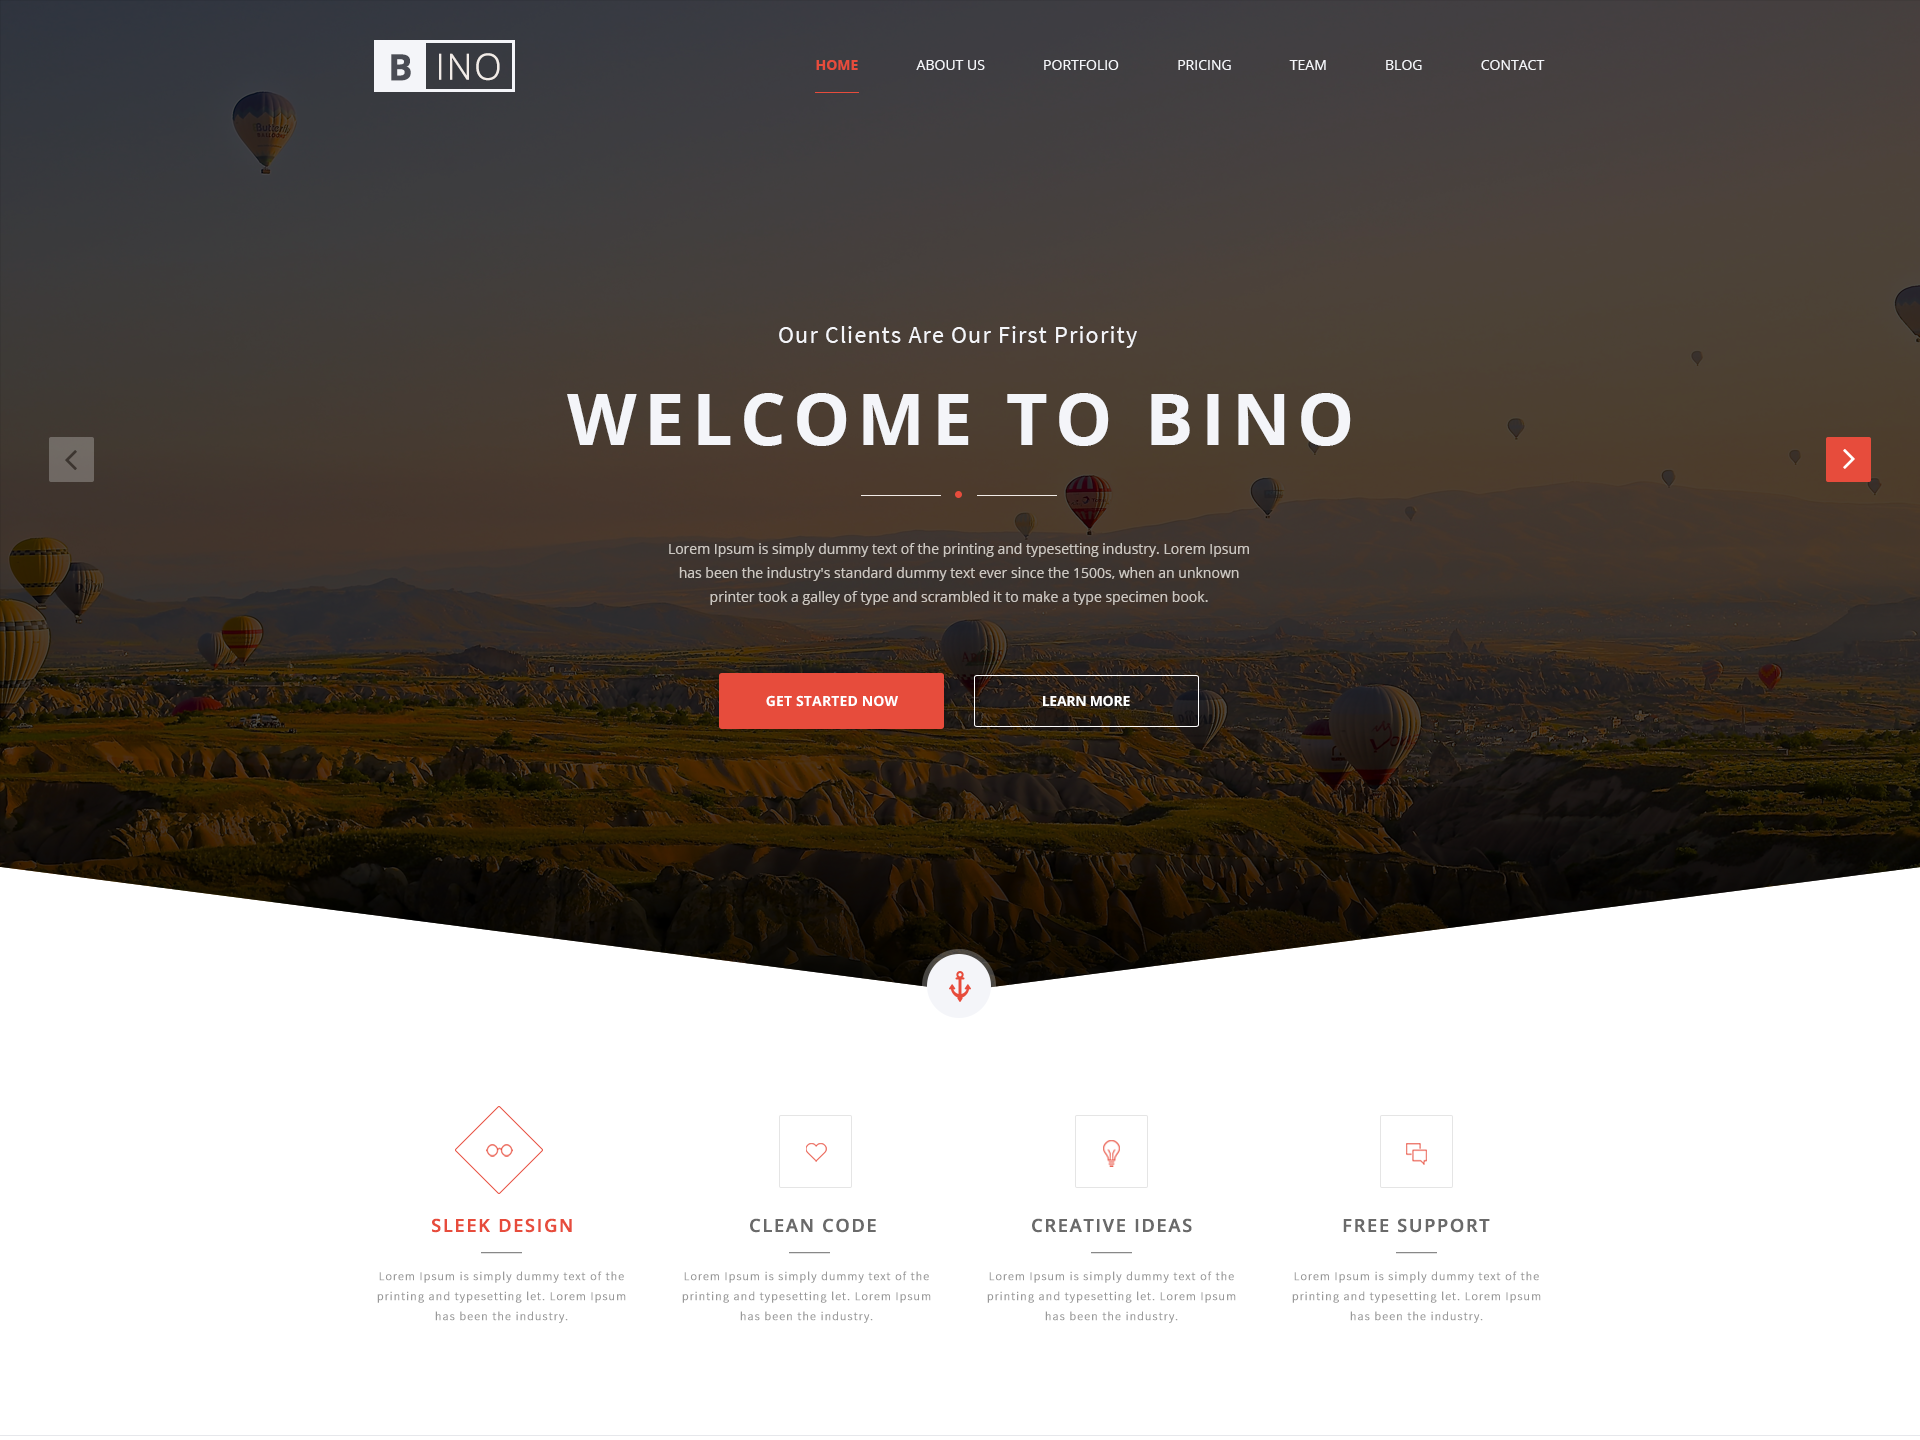 B INO
HOME ABOUT US PORTFOLIO PRICING TEAM BLOG CONTACT
Our Clients Are Our First Priority
WELCOME TO BINO
Lorem Ipsum is simply dummy text of the printing and typesetting industry. Lorem Ipsum
has been the industry's standard dummy text ever since the 1500s, when an unknown
printer took a galley of type and scrambled it to make a type specimen book.
GET STARTED NOW
LEARN MORE
SLEEK DESIGN
Lorem Ipsum is simply dummy text of the
printing and typesetting let. Lorem Ipsum
has been the industry.
CLEAN CODE
Lorem Ipsum is simply dummy text of the
printing and typesetting let. Lorem Ipsum
has been the industry.
CREATIVE IDEAS
Lorem Ipsum is simply dummy text of the
printing and typesetting let. Lorem Ipsum
has been the industry.
FREE SUPPORT
Lorem Ipsum is simply dummy text of the
printing and typesetting let. Lorem Ipsum
has been the industry.